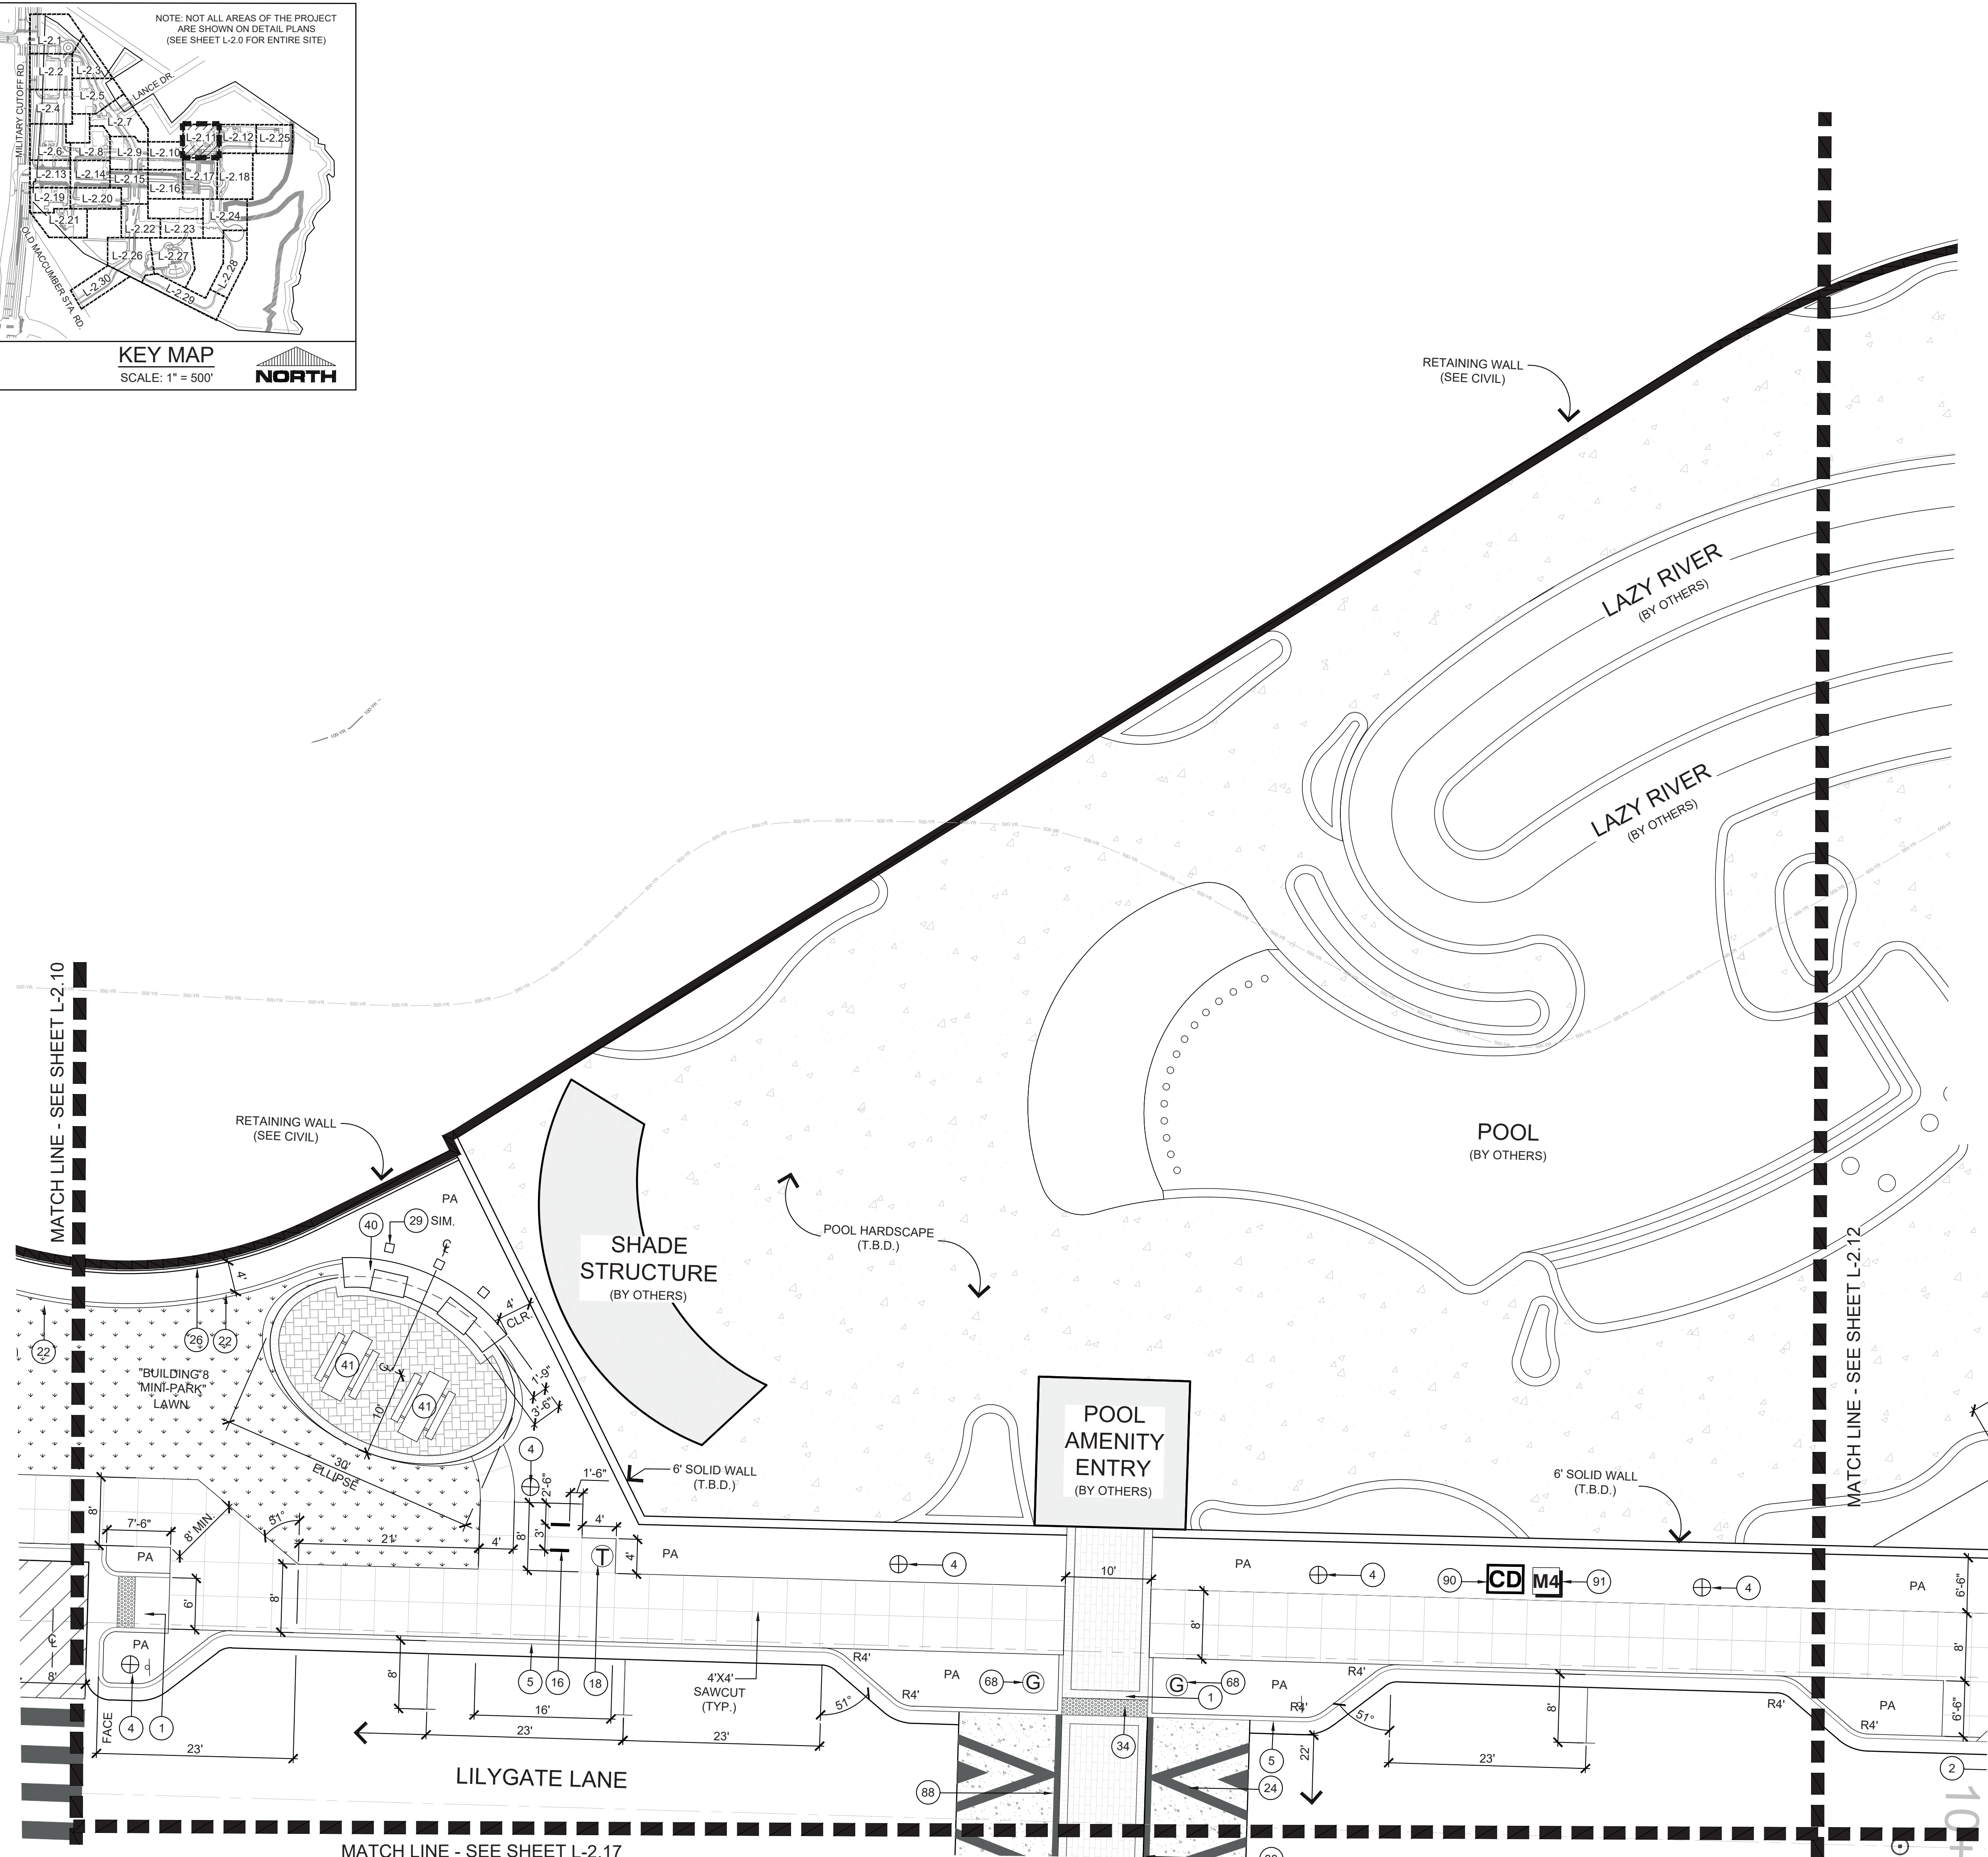 NOTE: NOT ALL AREAS OF THE PROJECT
ARE SHOWN ON DETAIL PLANS
(SEE SHEET L-2.0 FOR ENTIRE SITE)
L-2.1
L-2.2
L-2.3
L-2.4
L-2.5
L-2.6
L-2.7
L-2.8
L-2.9
L-2.10
L-2.11
L-2.12
L-2.25
L-2.13
L-2.14
L-2.15
L-2.16
L-2.17
L-2.18
L-2.19
L-2.20
L-2.21
L-2.22
L-2.23
L-2.24
L-2.26
L-2.27
L-2.28
L-2.29
L-2.30
MILITARY CUTOFF RD.
LANCE DR.
OLD MACCUMBER STA. RD.
KEY MAP
SCALE: 1" = 500'
NORTH
RETAINING WALL
(SEE CIVIL)
LAZY RIVER
(BY OTHERS)
LAZY RIVER
(BY OTHERS)
100-YR
100-YR
500-YR
MATCH LINE - SEE SHEET L-2.10
RETAINING WALL
(SEE CIVIL)
POOL
(BY OTHERS)
POOL HARDSCAPE
(T.B.D.)
SHADE
STRUCTURE
(BY OTHERS)
MATCH LINE - SEE SHEET L-2.12
PA
40
29 SIM.
4'
4'
CLR.
22
26
22
"BUILDING 8
MINI-PARK"
LAWN
41
41
10'
1'-9"
3'-6"
30'
ELLIPSE
4
2'-6"
1'-6"
6' SOLID WALL
(T.B.D.)
POOL
AMENITY
ENTRY
(BY OTHERS)
6' SOLID WALL
(T.B.D.)
8'
7'-6"
8' MIN.
51°
21'
4'
8'
3'
4'
T
4'
PA
PA
4
10'
PA
4
90
CD
M4
91
4
PA
6'-6"
6'
8'
8'
8'
PA
8'
8'
5
16
18
4'X4'
SAWCUT
(TYP.)
R4'
R4'
51°
PA
68
G
G
68
1
PA
R4'
R4'
51°
8'
R4'
R4'
PA
6'-6"
FACE
4
1
23'
16'
23'
23'
34
5
22'
23'
2
LILYGATE LANE
88
24
10+
MATCH LINE - SEE SHEET L-2.17